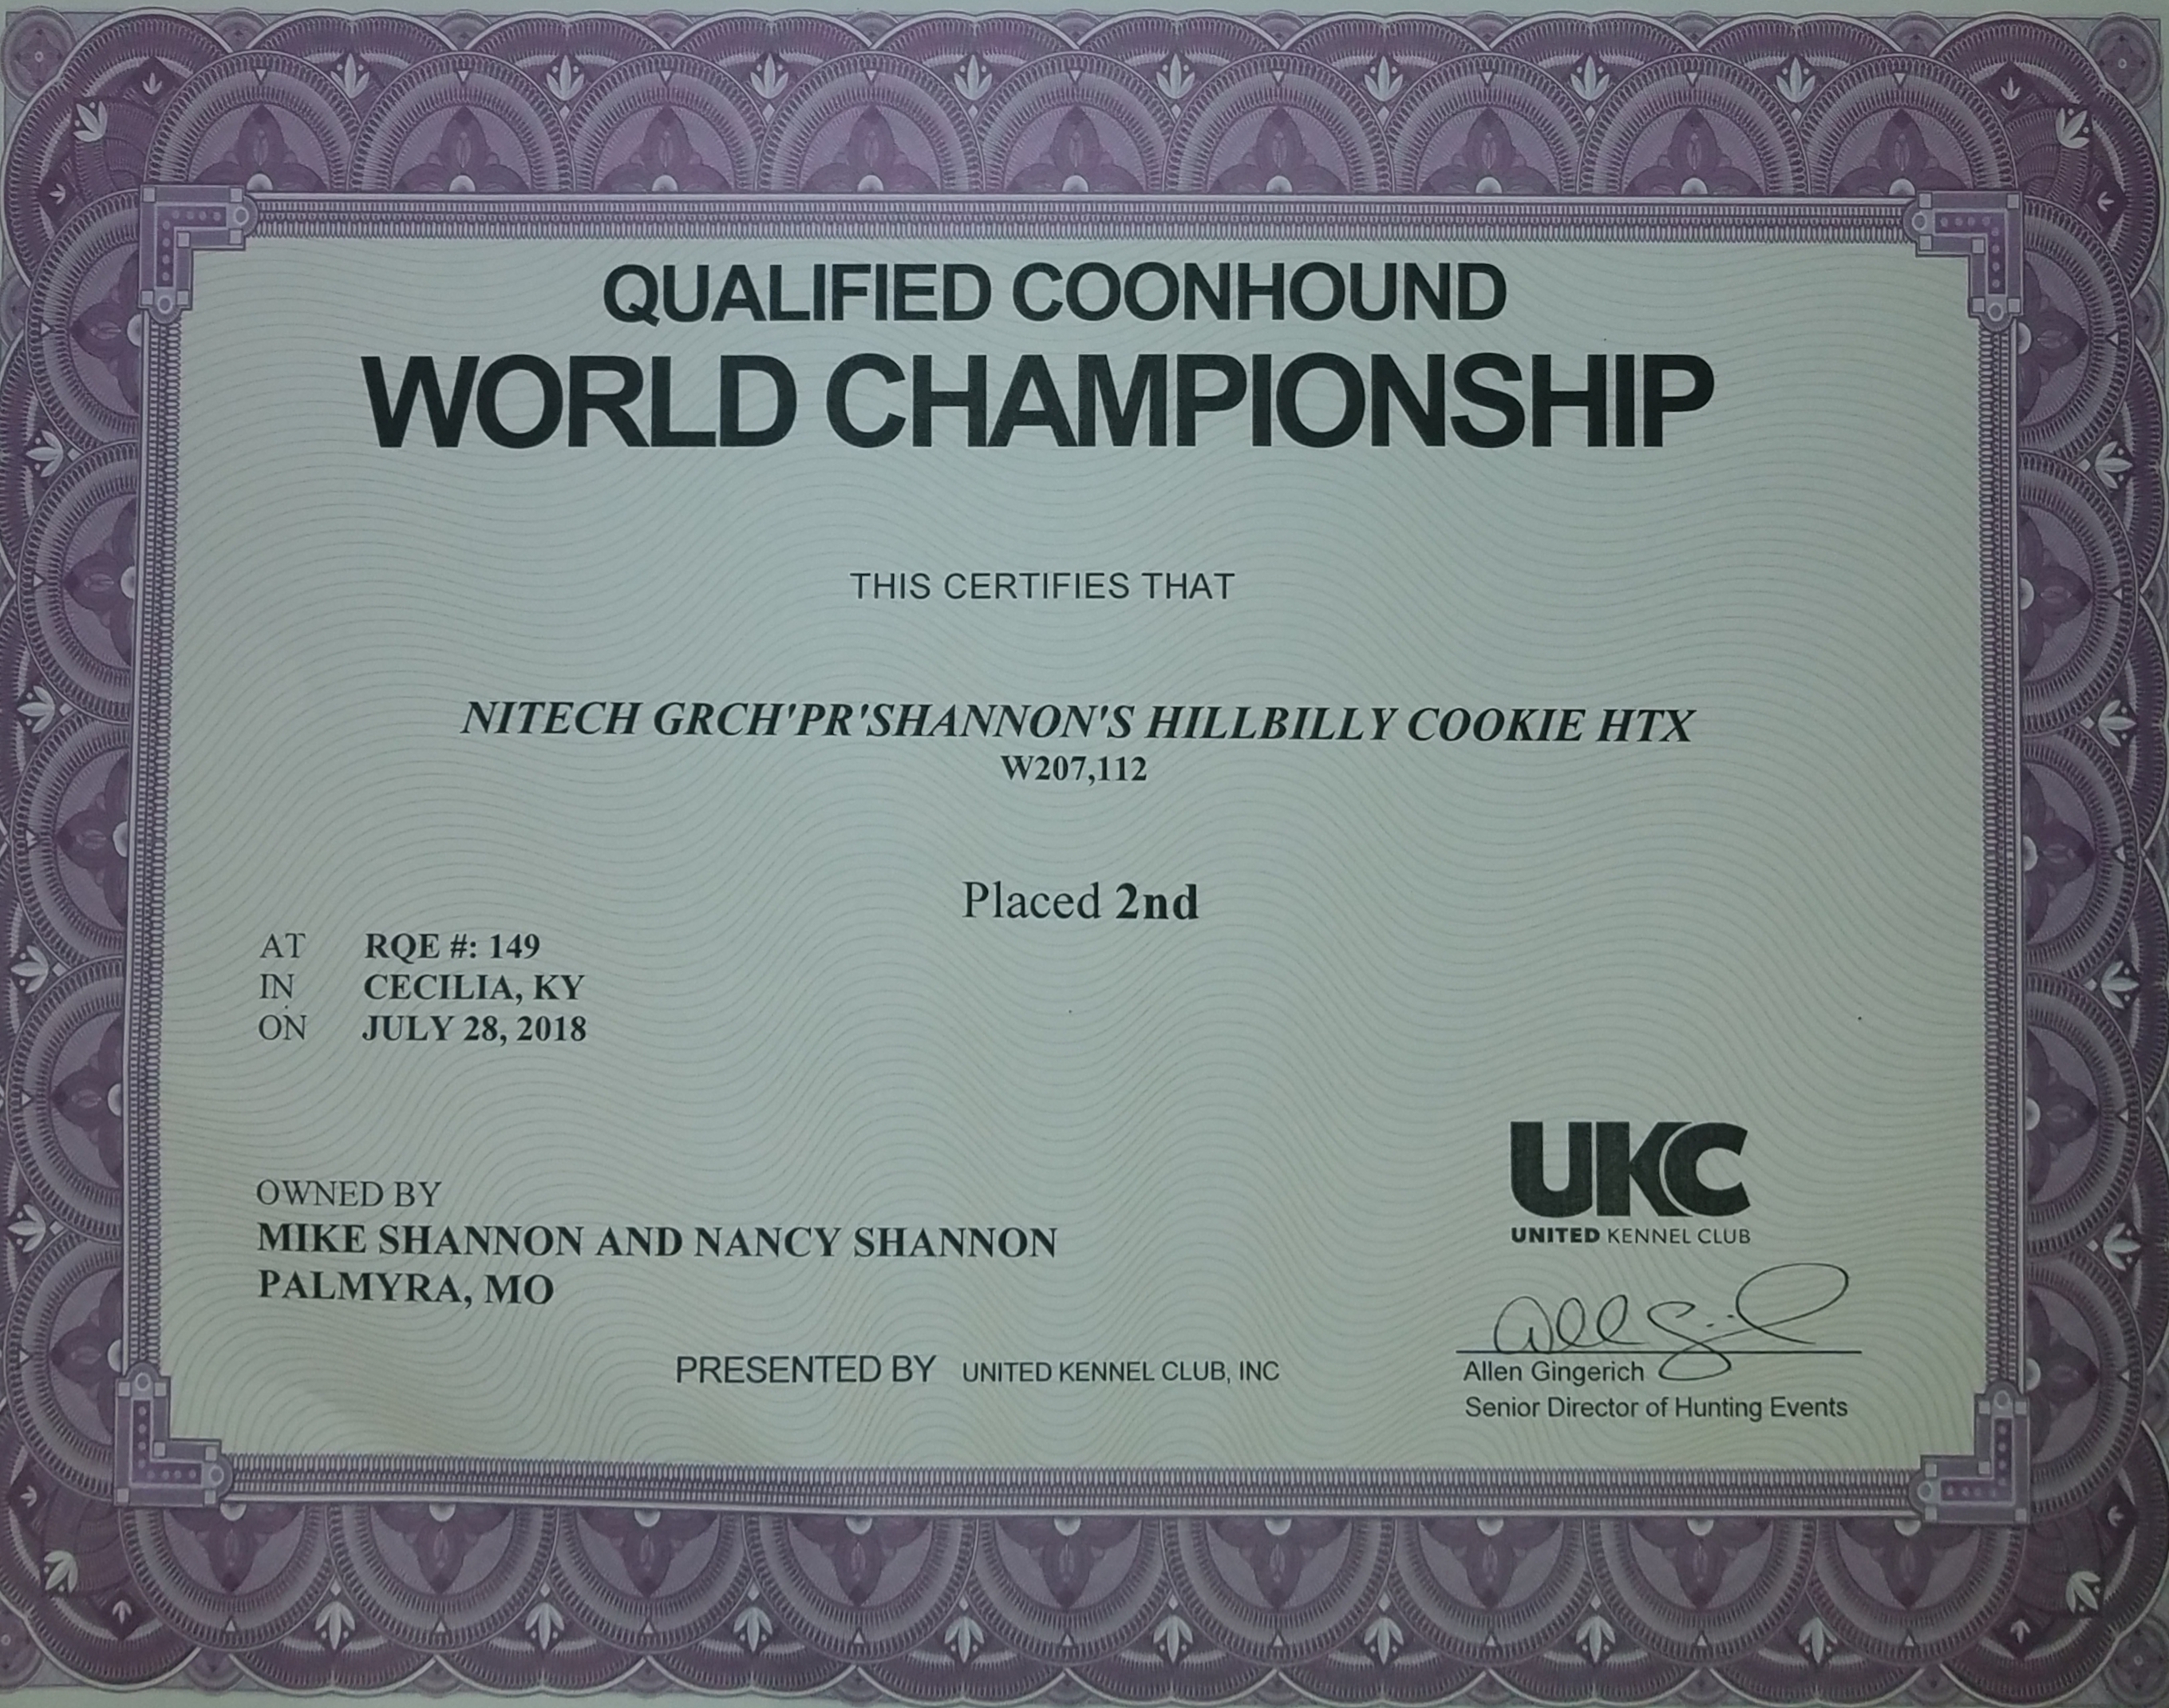 QUALIFIED COONHOUND
WORLD CHAMPIONSHIP
THIS CERTIFIES THAT
NITECH GRCH'PR'SHANNON'S HILLBILLY COOKIE HTX
W207,112
Placed 2nd
AT RQE #: 149
IN CECILIA, KY
ON JULY 28, 2018
OWNED BY
MIKE SHANNON AND NANCY SHANNON
PALMYRA, MO
UKC
UNITED KENNEL CLUB
Allen Gingerich
Senior Director of Hunting Events
PRESENTED BY UNITED KENNEL CLUB, INC